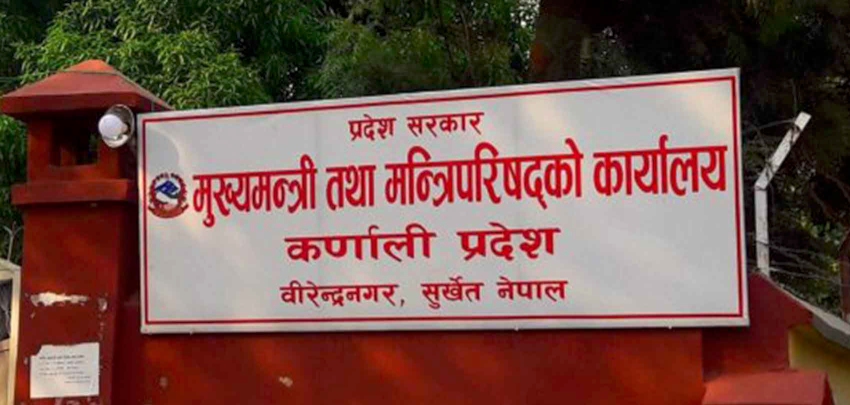 प्रदेश सरकार
मुख्यमन्त्री तथा मन्त्रिपरिषद्को कार्यालय
कर्णाली प्रदेश
वीरेन्द्रनगर, सुर्खेत नेपाल